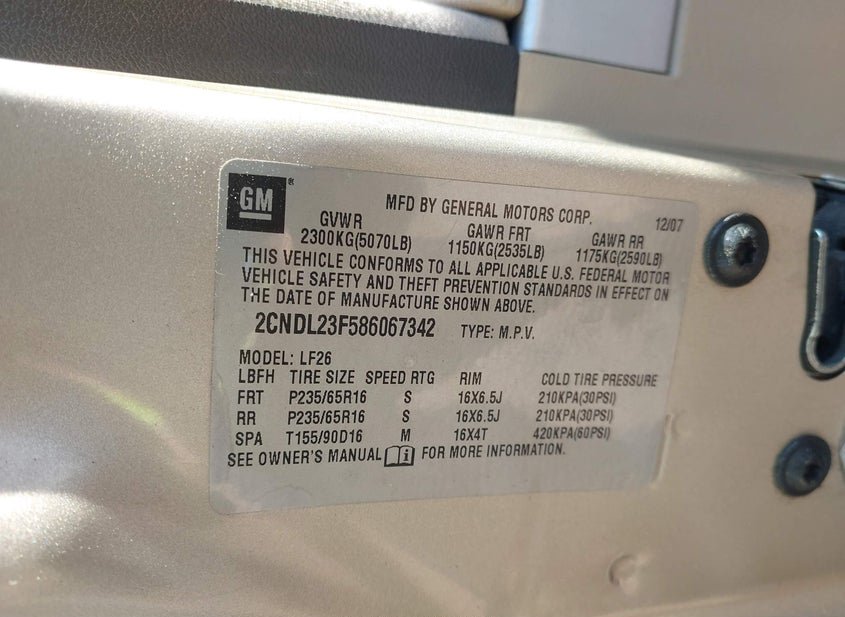 GM ®
MFD BY GENERAL MOTORS CORP. 12/07
GVWR GAWR FRT GAWR RR
2300KG(5070LB) 1150KG(2535LB) 1175KG(2590LB)
THIS VEHICLE CONFORMS TO ALL APPLICABLE U.S. FEDERAL MOTOR
VEHICLE SAFETY AND THEFT PREVENTION STANDARDS IN EFFECT ON
THE DATE OF MANUFACTURE SHOWN ABOVE.
2CNDL23F586067342 TYPE: M.P.V.
MODEL: LF26
LBFH TIRE SIZE SPEED RTG RIM COLD TIRE PRESSURE
FRT P235/65R16 S 16X6.5J 210KPA(30PSI)
RR P235/65R16 S 16X6.5J 210KPA(30PSI)
SPA T155/90D16 M 16X4T 420KPA(60PSI)
SEE OWNER'S MANUAL i FOR MORE INFORMATION.